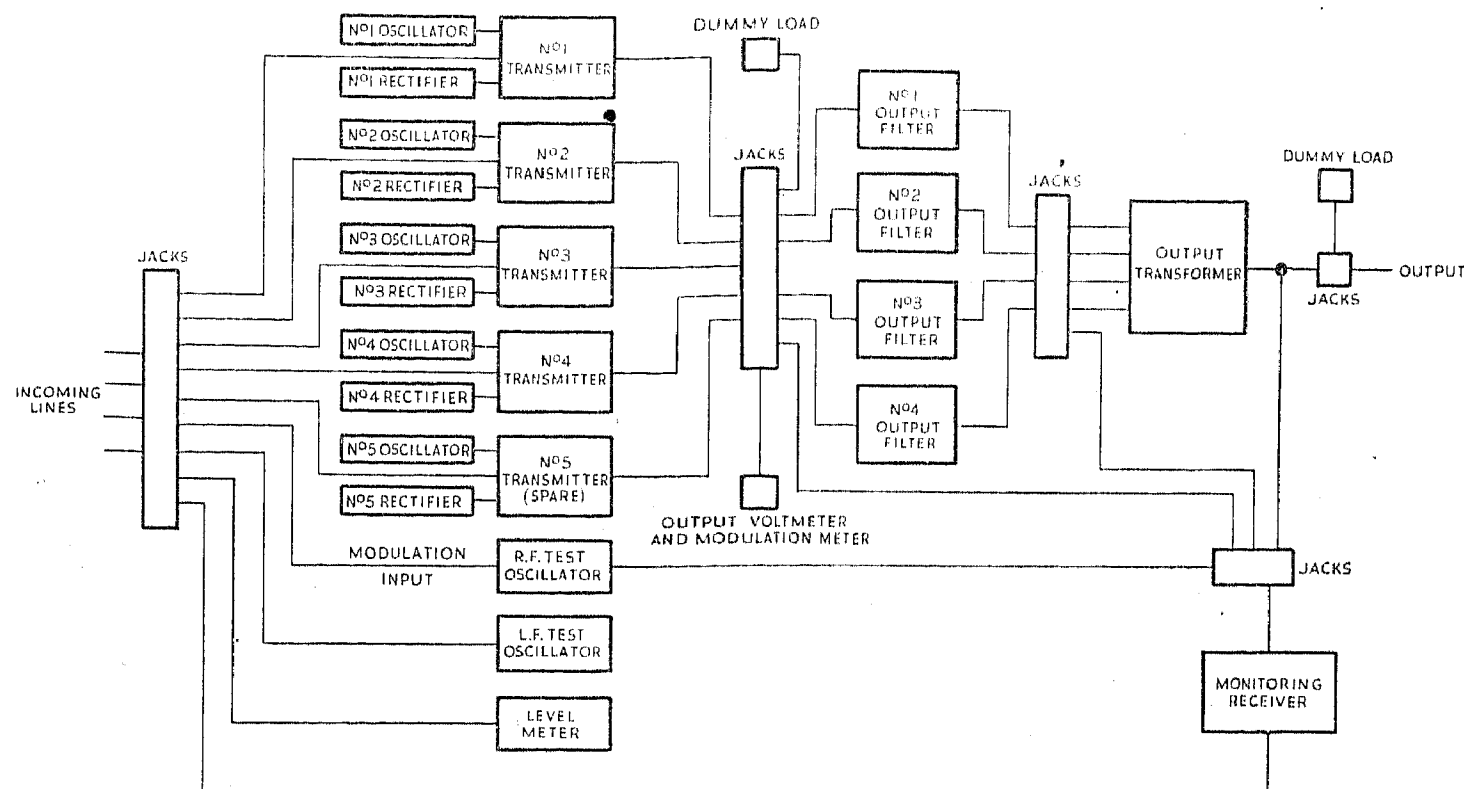 Nº1 OSCILLATOR
Nº1 RECTIFIER
Nº1
TRANSMITTER
DUMMY LOAD
Nº2 OSCILLATOR
Nº2 RECTIFIER
Nº2
TRANSMITTER
Nº3 OSCILLATOR
Nº3 RECTIFIER
Nº3
TRANSMITTER
Nº4 OSCILLATOR
Nº4 RECTIFIER
Nº4
TRANSMITTER
Nº5 OSCILLATOR
Nº5 RECTIFIER
Nº5
TRANSMITTER
(SPARE)
JACKS
INCOMING
LINES
MODULATION
INPUT
R.F. TEST
OSCILLATOR
L.F. TEST
OSCILLATOR
LEVEL
METER
JACKS
OUTPUT VOLTMETER
AND MODULATION METER
Nº1
OUTPUT
FILTER
Nº2
OUTPUT
FILTER
Nº3
OUTPUT
FILTER
Nº4
OUTPUT
FILTER
JACKS
OUTPUT
TRANSFORMER
DUMMY LOAD
JACKS
OUTPUT
JACKS
MONITORING
RECEIVER